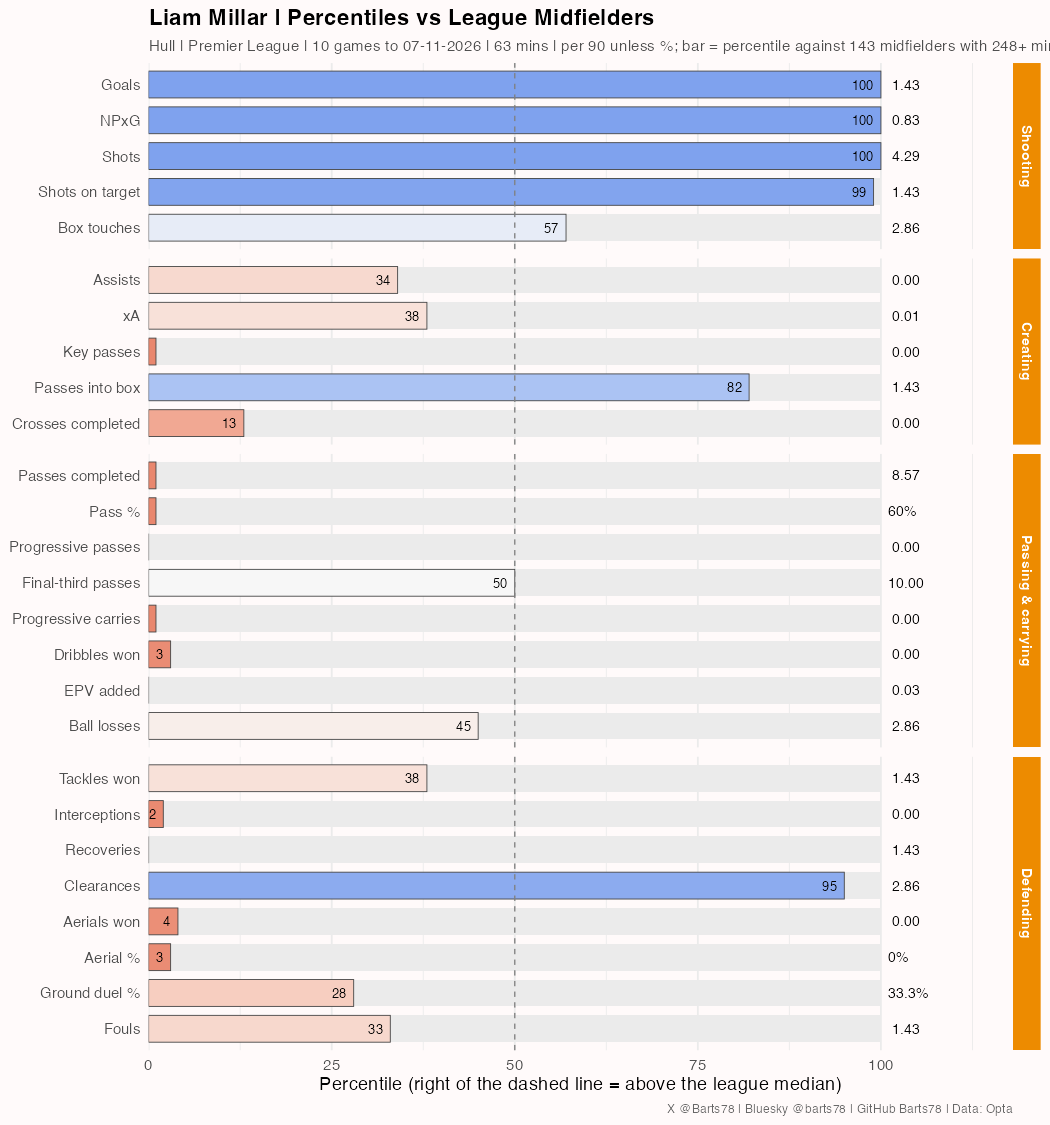 Liam Millar | Percentiles vs League Midfielders
Hull | Premier League | 10 games to 07-11-2026 | 63 mins | per 90 unless %; bar = percentile against 143 midfielders with 248+ min
Shooting
Goals 100 1.43
NPxG 100 0.83
Shots 100 4.29
Shots on target 99 1.43
Box touches 57 2.86
Creating
Assists 34 0.00
xA 38 0.01
Key passes 0.00
Passes into box 82 1.43
Crosses completed 13 0.00
Passing & carrying
Passes completed 8.57
Pass % 60%
Progressive passes 0.00
Final-third passes 50 10.00
Progressive carries 0.00
Dribbles won 3 0.00
EPV added 0.03
Ball losses 45 2.86
Defending
Tackles won 38 1.43
Interceptions 2 0.00
Recoveries 1.43
Clearances 95 2.86
Aerials won 4 0.00
Aerial % 3 0%
Ground duel % 28 33.3%
Fouls 33 1.43
0 25 50 75 100
Percentile (right of the dashed line = above the league median)
X @Barts78 | Bluesky @barts78 | GitHub Barts78 | Data: Opta